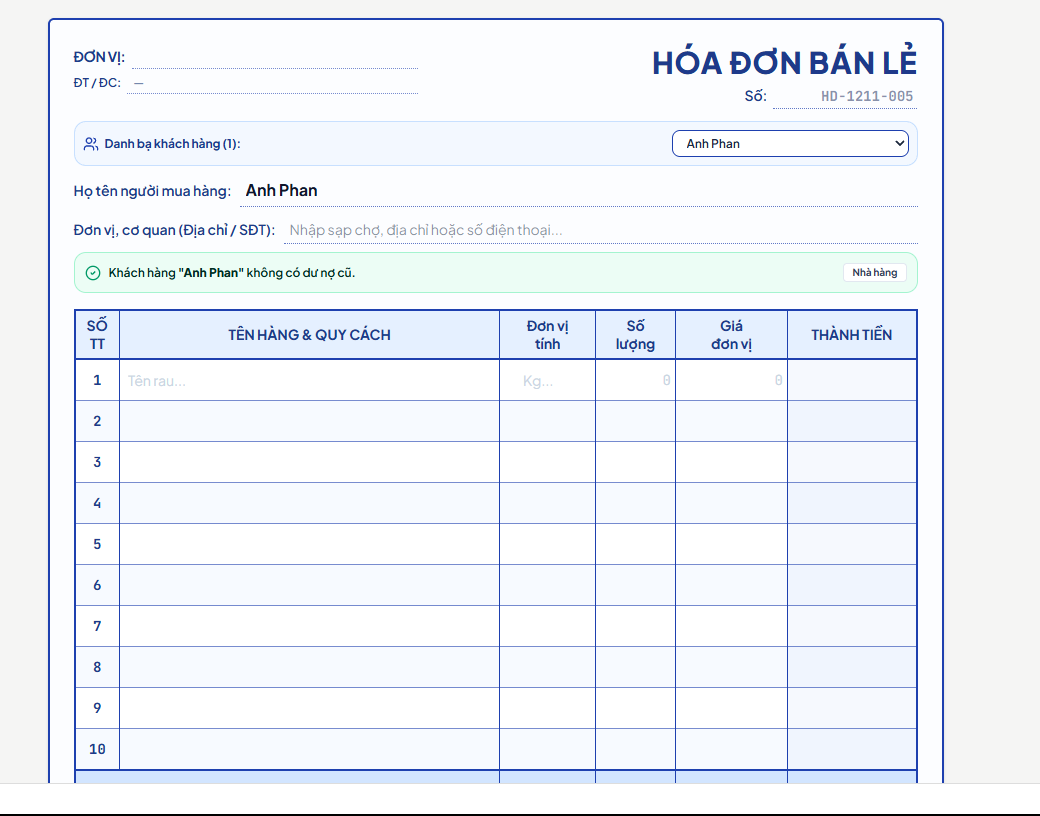 ĐƠN VỊ:
HÓA ĐƠN BÁN LẺ
ĐT / ĐC: —
Số: HD-1211-005
Danh bạ khách hàng (1): Anh Phan
Họ tên người mua hàng: Anh Phan
Đơn vị, cơ quan (Địa chỉ / SĐT): Nhập sạp chợ, địa chỉ hoặc số điện thoại...
Khách hàng "Anh Phan" không có dư nợ cũ. Nhà hàng
SỐ TT TÊN HÀNG & QUY CÁCH Đơn vị tính Số lượng Giá đơn vị THÀNH TIỀN
1 Tên rau... Kg... 0 0
2
3
4
5
6
7
8
9
10